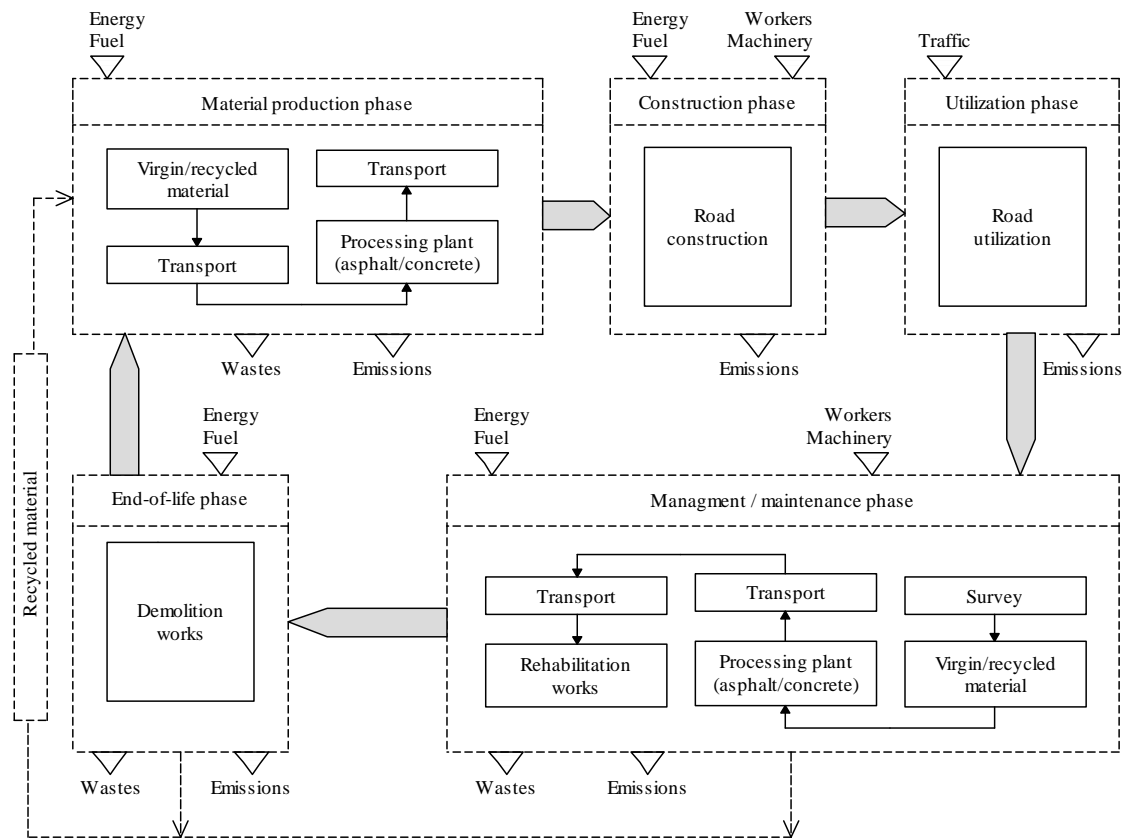 Energy
Fuel
Energy
Fuel
Workers
Machinery
Traffic
Material production phase
Construction phase
Utilization phase
Virgin/recycled
material
Transport
Transport
Processing plant
(asphalt/concrete)
Road
construction
Road
utilization
Wastes
Emissions
Emissions
Emissions
Recycled material
Energy
Fuel
Energy
Fuel
Workers
Machinery
End-of-life phase
Managment / maintenance phase
Demolition
works
Transport
Transport
Survey
Rehabilitation
works
Processing plant
(asphalt/concrete)
Virgin/recycled
material
Wastes
Emissions
Wastes
Emissions